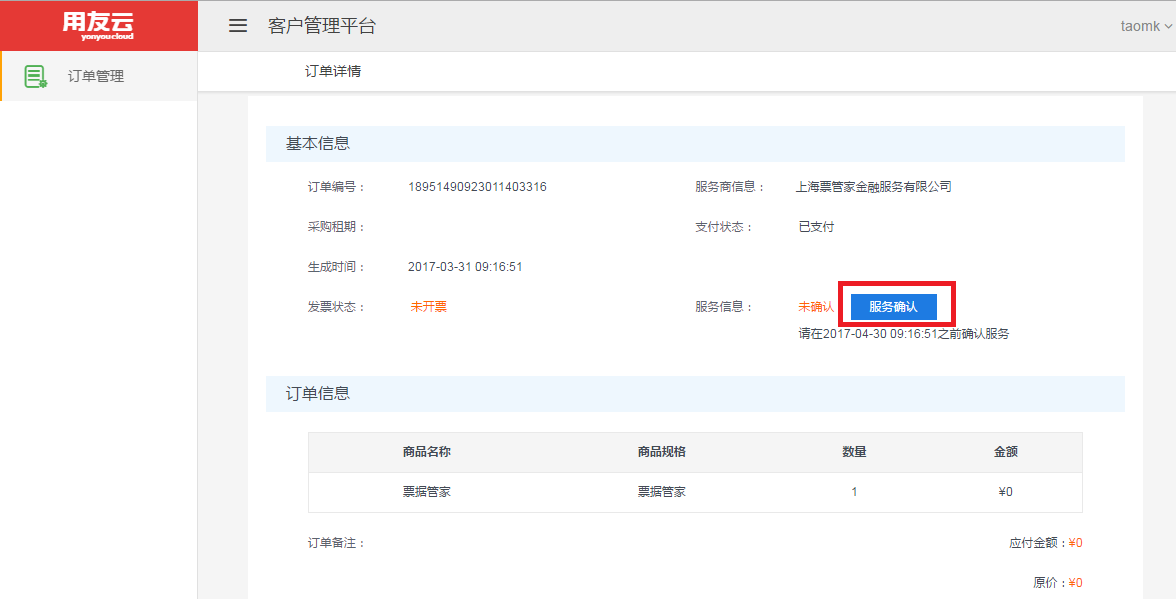 用友云
yonyoucloud
客户管理平台
taomk
订单管理
订单详情
基本信息
订单编号： 18951490923011403316 服务商信息： 上海票管家金融服务有限公司
采购租期： 支付状态： 已支付
生成时间： 2017-03-31 09:16:51
发票状态： 未开票 服务信息： 未确认 服务确认
请在2017-04-30 09:16:51之前确认服务
订单信息
商品名称 商品规格 数量 金额
票据管家 票据管家 1 ¥0
订单备注： 应付金额：¥0
原价：¥0